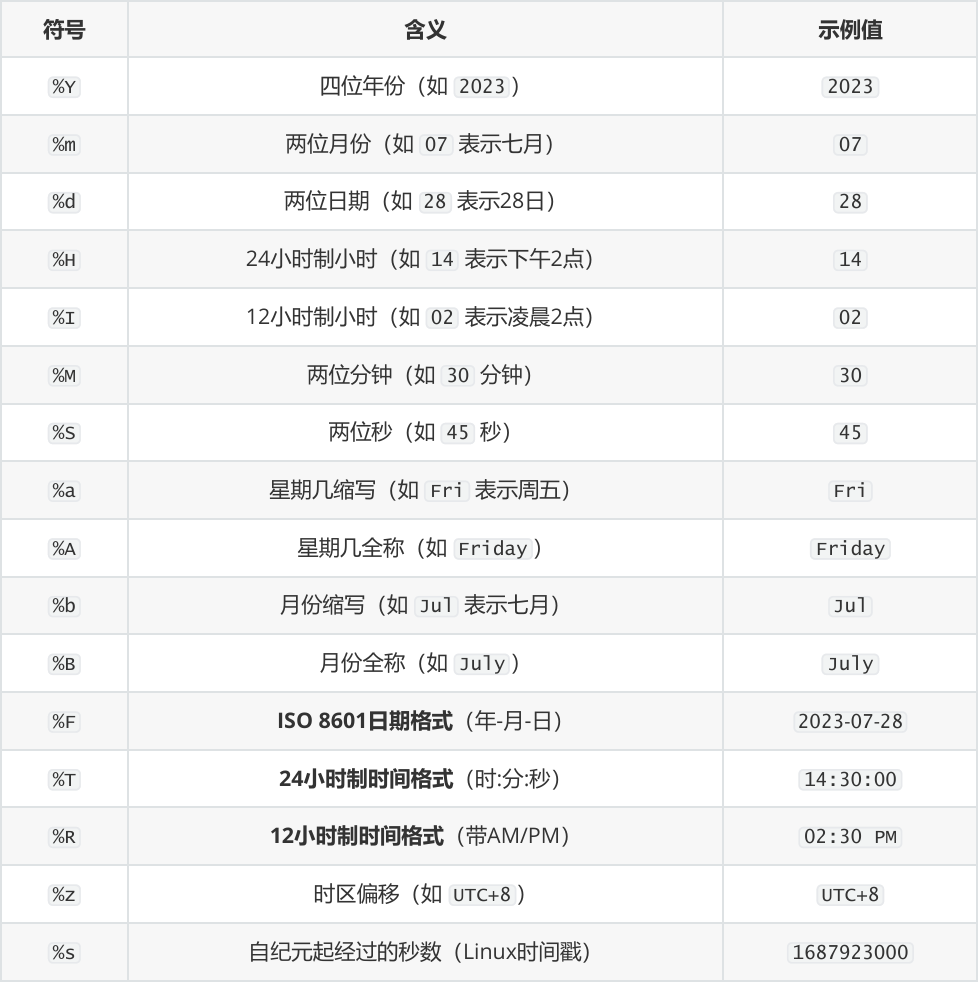 符号 含义 示例值
%Y 四位年份（如 2023） 2023
%m 两位月份（如 07 表示七月） 07
%d 两位日期（如 28 表示28日） 28
%H 24小时制小时（如 14 表示下午2点） 14
%I 12小时制小时（如 02 表示凌晨2点） 02
%M 两位分钟（如 30 分钟） 30
%S 两位秒（如 45 秒） 45
%a 星期几缩写（如 Fri 表示周五） Fri
%A 星期几全称（如 Friday） Friday
%b 月份缩写（如 Jul 表示七月） Jul
%B 月份全称（如 July） July
%F ISO 8601日期格式（年-月-日） 2023-07-28
%T 24小时制时间格式（时:分:秒） 14:30:00
%R 12小时制时间格式（带AM/PM） 02:30 PM
%z 时区偏移（如 UTC+8） UTC+8
%s 自纪元起经过的秒数（Linux时间戳） 1687923000